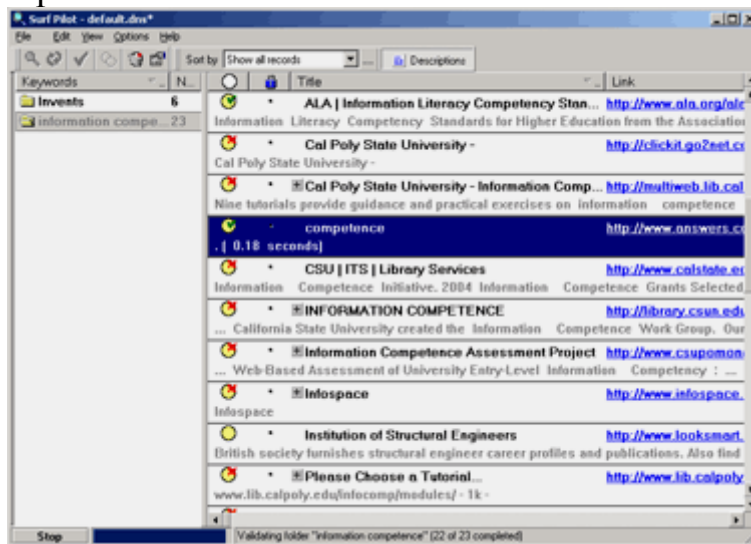 Surf Pilot - default.dns*
File Edit View Options Help
Sort by Show all records ... Descriptions
Keywords N... Title Link
Invents 6
information compe... 23
ALA | Information Literacy Competency Stan... http://www.ala.org/ala
Information Literacy Competency Standards for Higher Education from the Association
Cal Poly State University - http://clickit.go2net.co
Cal Poly State University -
Cal Poly State University - Information Comp... http://multiweb.lib.cal
Nine tutorials provide guidance and practical exercises on information competence
competence http://www.answers.co
. ( 0.18 seconds)
CSU | ITS | Library Services http://www.calstate.ed
Information Competence Initiative. 2004 Information Competence Grants Selected
INFORMATION COMPETENCE http://library.csun.edu
... California State University created the Information Competence Work Group. Our
Information Competence Assessment Project http://www.csupomon
... Web-Based Assessment of University Entry-Level Information Competency : ...
Infospace http://www.infospace.
Infospace
Institution of Structural Engineers http://www.looksmart.
British society furnishes structural engineer career profiles and publications. Also find
Please Choose a Tutorial... http://www.lib.calpoly
www.lib.calpoly.edu/infocomp/modules/ - 1k -
Stop Validating folder "information competence" (22 of 23 completed)